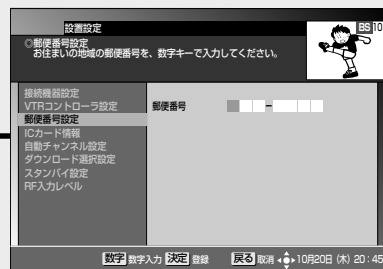 設置設定
BS 10
◎郵便番号設定
お住まいの地域の郵便番号を、数字キーで入力してください。
接続機器設定
VTRコントローラ設定
郵便番号設定
ICカード情報
自動チャンネル設定
ダウンロード選択設定
スタンバイ設定
RF入力レベル
郵便番号 -
数字 数字入力 決定 登録 戻る 取消 10月20日 (木) 20:45